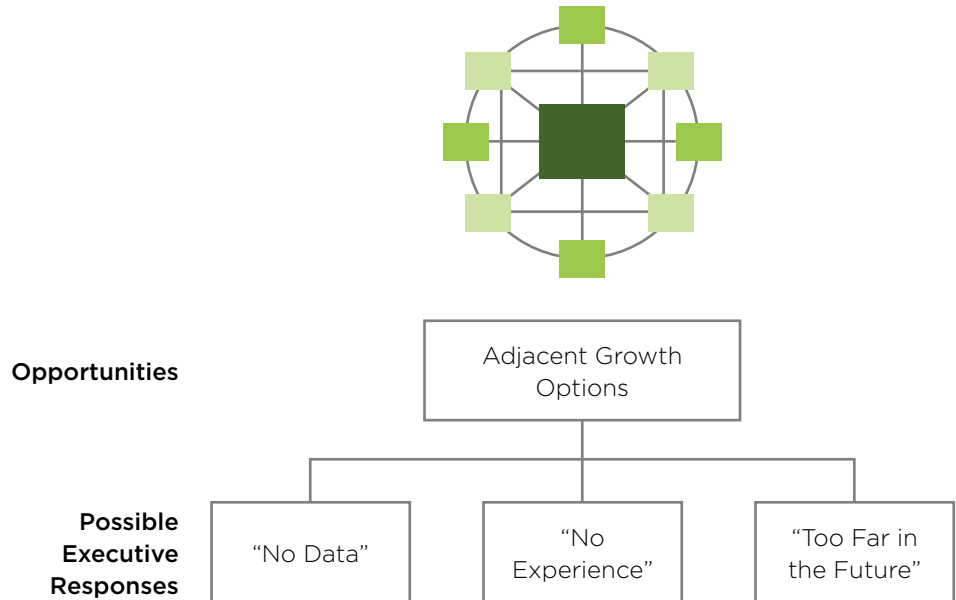 Opportunities
Adjacent Growth
Options
Possible
Executive
Responses
“No Data”
“No
Experience”
“Too Far in
the Future”